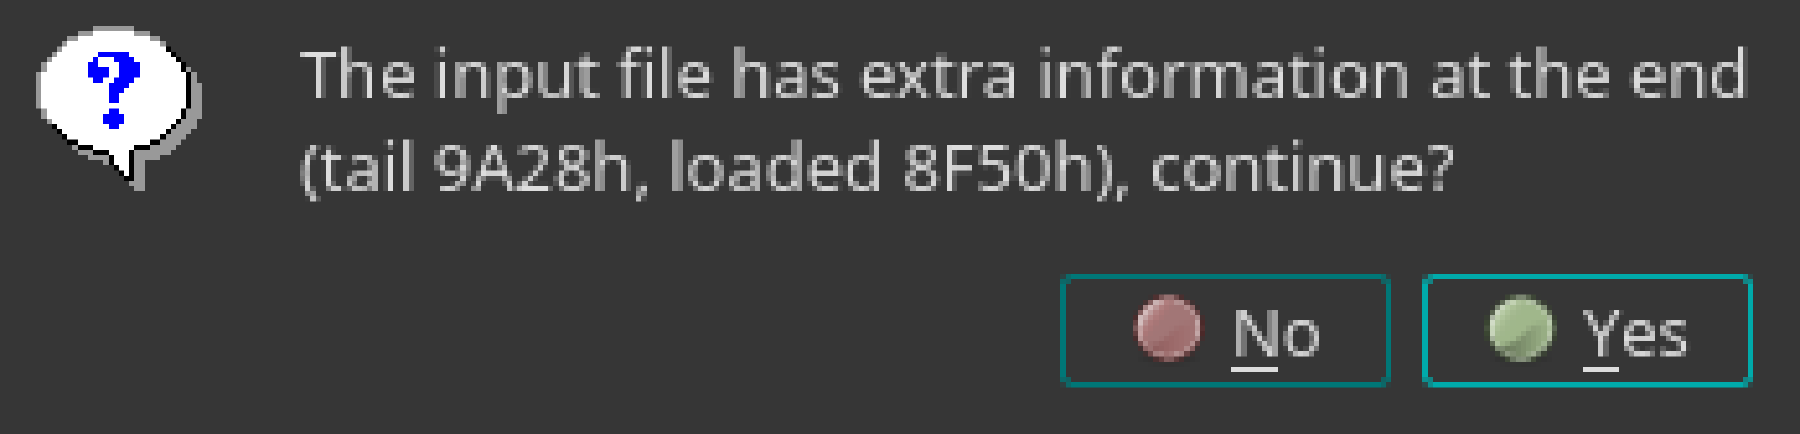 The input file has extra information at the end
(tail 9A28h, loaded 8F50h), continue?
No Yes